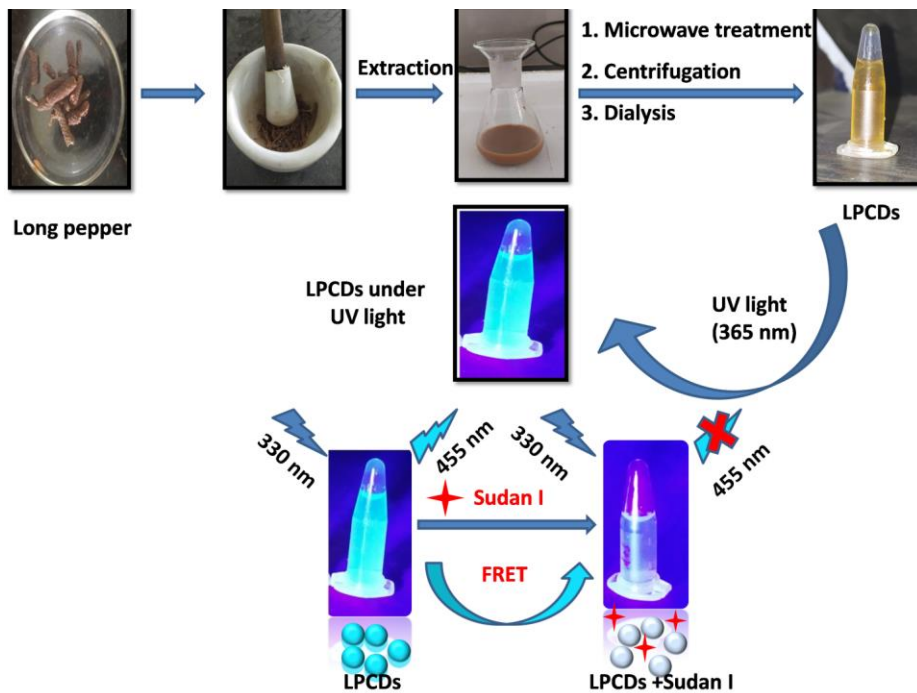 Extraction
1. Microwave treatment
2. Centrifugation
3. Dialysis
Long pepper
LPCDs
LPCDs under
UV light
UV light
(365 nm)
330 nm
455 nm
330 nm
455 nm
Sudan I
FRET
LPCDs
LPCDs +Sudan I